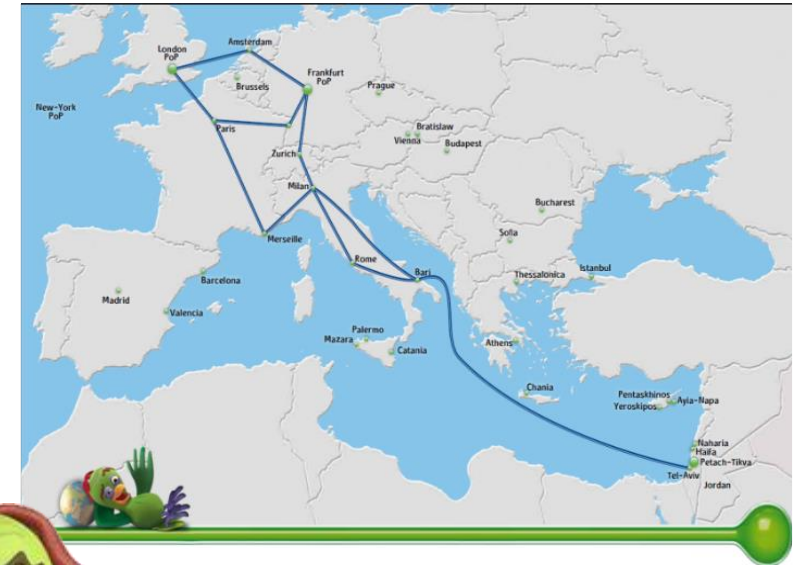 London
PoP
Amsterdam
Brussels
Frankfurt
PoP
Prague
New-York
PoP
Paris
Bratislaw
Vienna
Budapest
Zurich
Milan
Bucharest
Merseille
Sofia
Rome
Bari
Thessalonica
Istanbul
Barcelona
Madrid
Valencia
Palermo
Mazara
Catania
Athens
Chania
Pentaskhinos
Ayia-Napa
Yeroskipos
Naharia
Haifa
Petach-Tikva
Tel-Aviv
Jordan